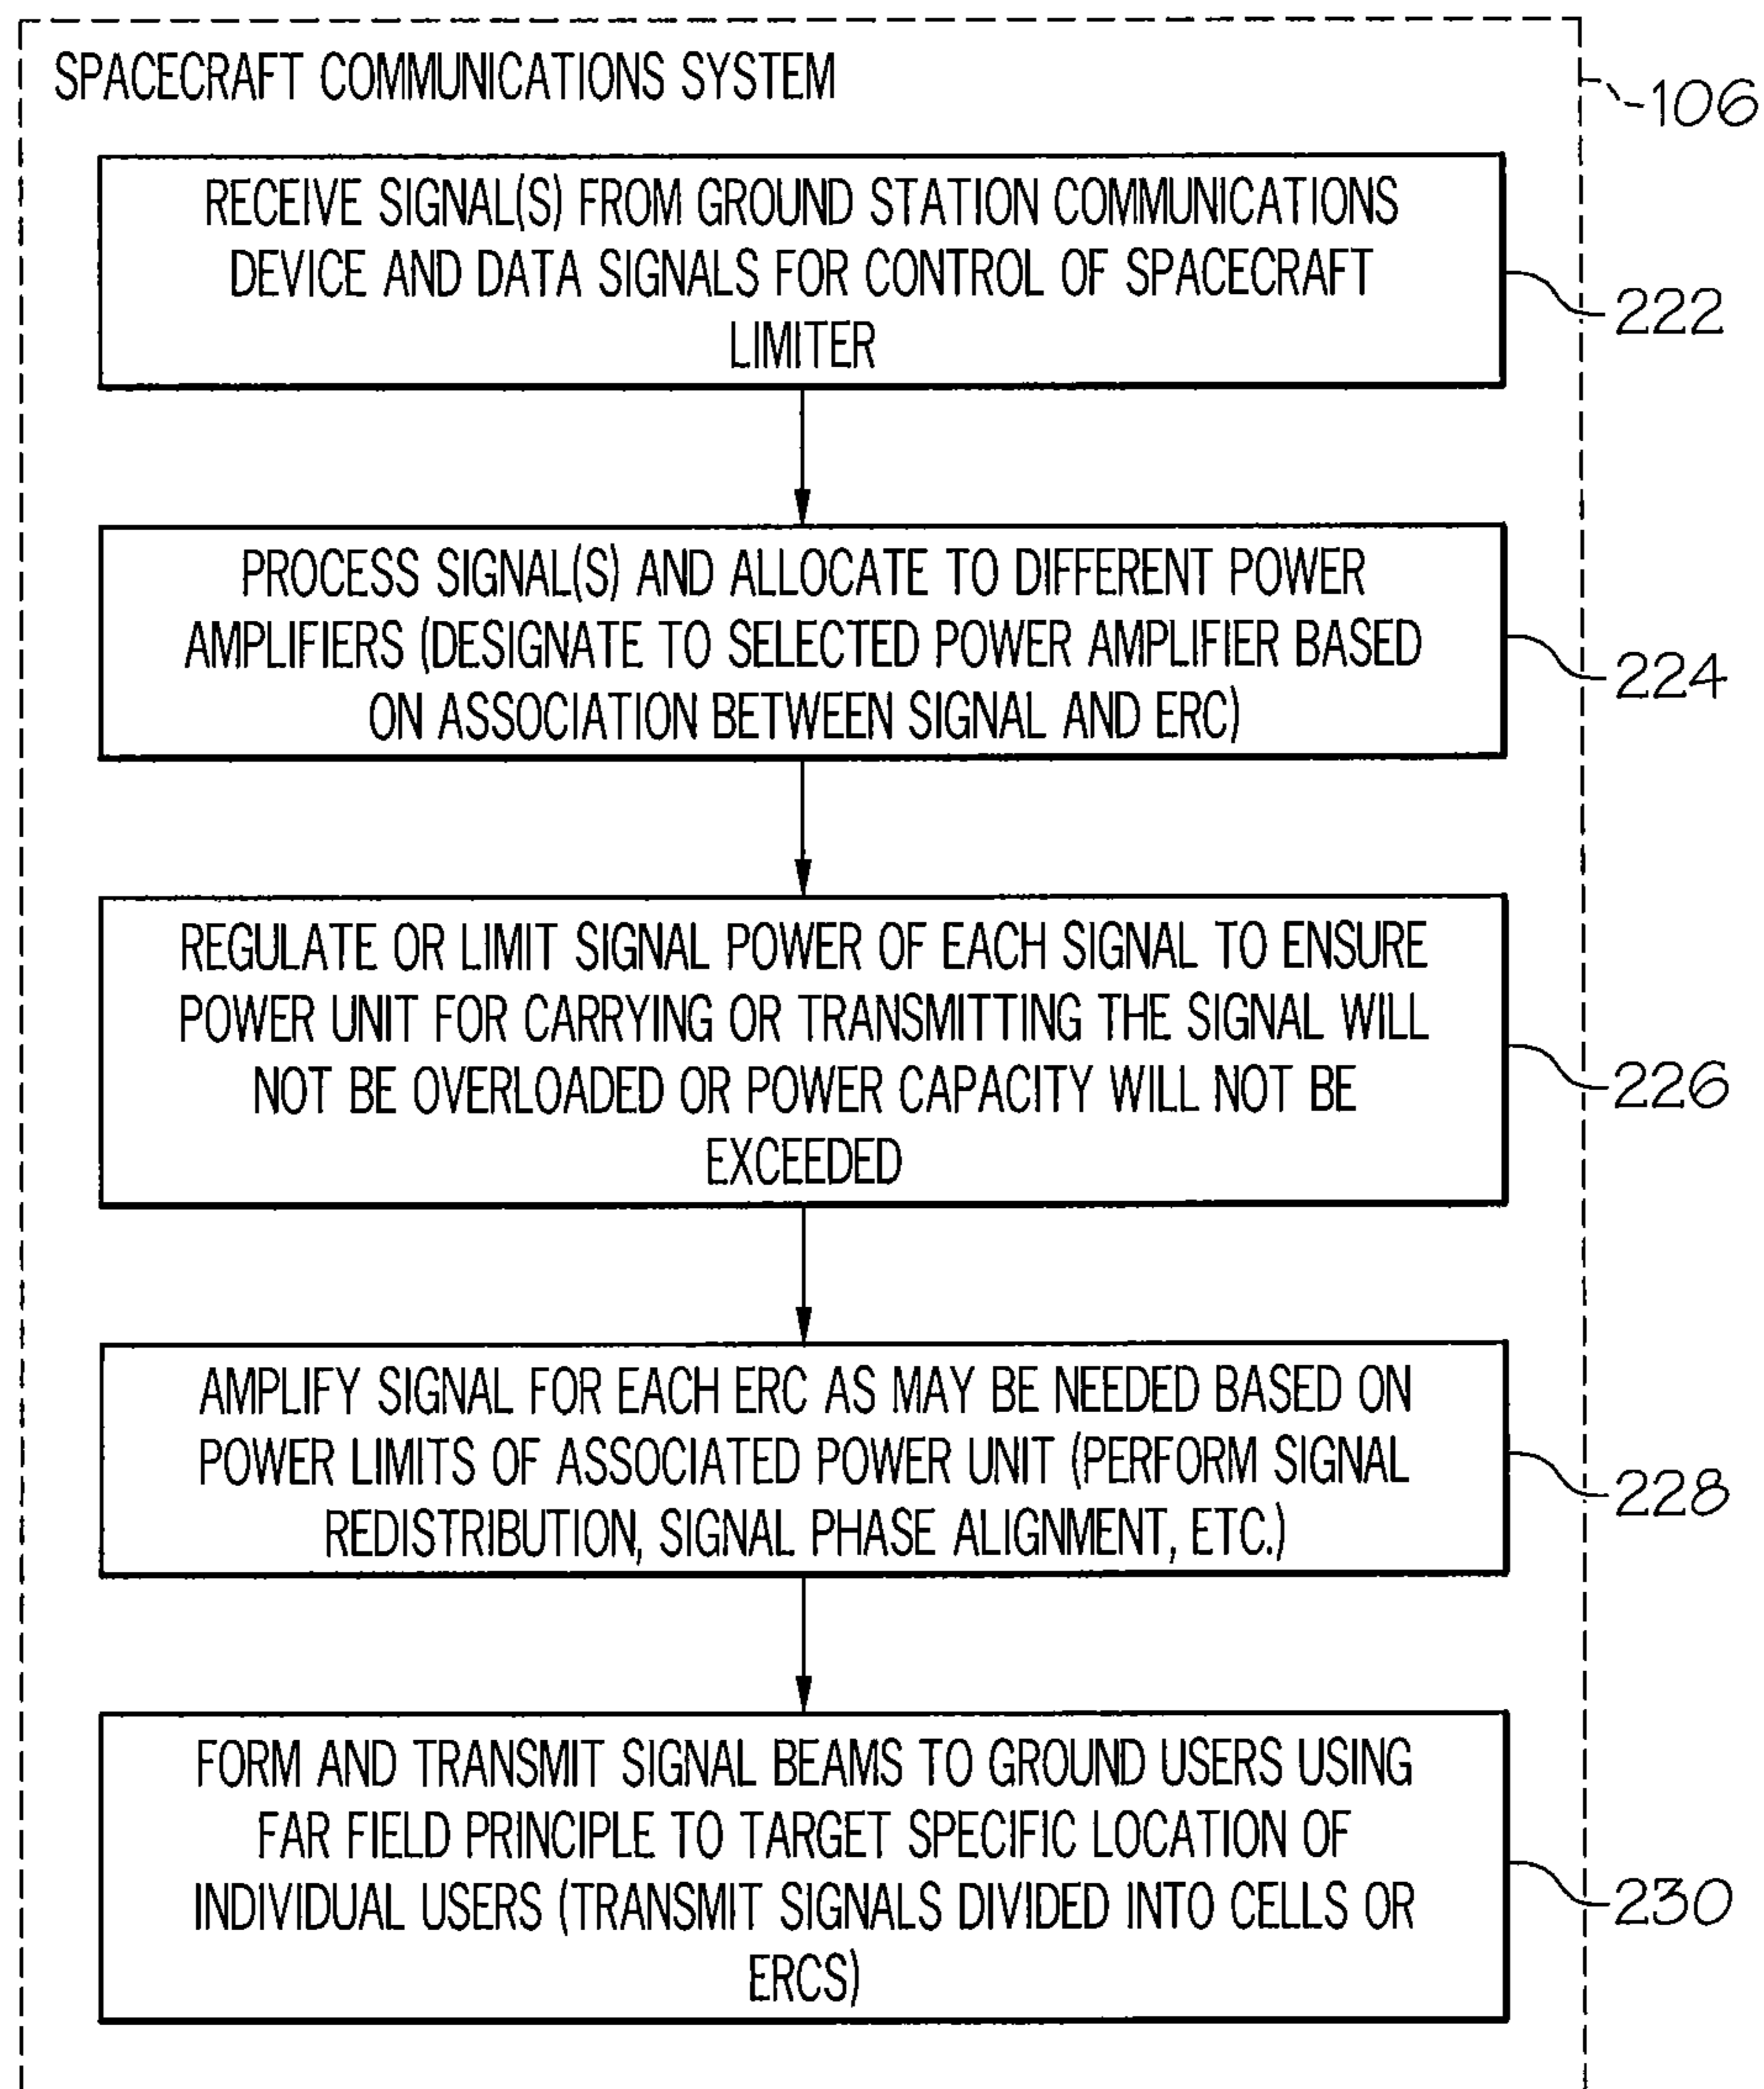 SPACECRAFT COMMUNICATIONS SYSTEM
106
RECEIVE SIGNAL(S) FROM GROUND STATION COMMUNICATIONS
DEVICE AND DATA SIGNALS FOR CONTROL OF SPACECRAFT
LIMITER
222
PROCESS SIGNAL(S) AND ALLOCATE TO DIFFERENT POWER
AMPLIFIERS (DESIGNATE TO SELECTED POWER AMPLIFIER BASED
ON ASSOCIATION BETWEEN SIGNAL AND ERC)
224
REGULATE OR LIMIT SIGNAL POWER OF EACH SIGNAL TO ENSURE
POWER UNIT FOR CARRYING OR TRANSMITTING THE SIGNAL WILL
NOT BE OVERLOADED OR POWER CAPACITY WILL NOT BE
EXCEEDED
226
AMPLIFY SIGNAL FOR EACH ERC AS MAY BE NEEDED BASED ON
POWER LIMITS OF ASSOCIATED POWER UNIT (PERFORM SIGNAL
REDISTRIBUTION, SIGNAL PHASE ALIGNMENT, ETC.)
228
FORM AND TRANSMIT SIGNAL BEAMS TO GROUND USERS USING
FAR FIELD PRINCIPLE TO TARGET SPECIFIC LOCATION OF
INDIVIDUAL USERS (TRANSMIT SIGNALS DIVIDED INTO CELLS OR
ERCS)
230